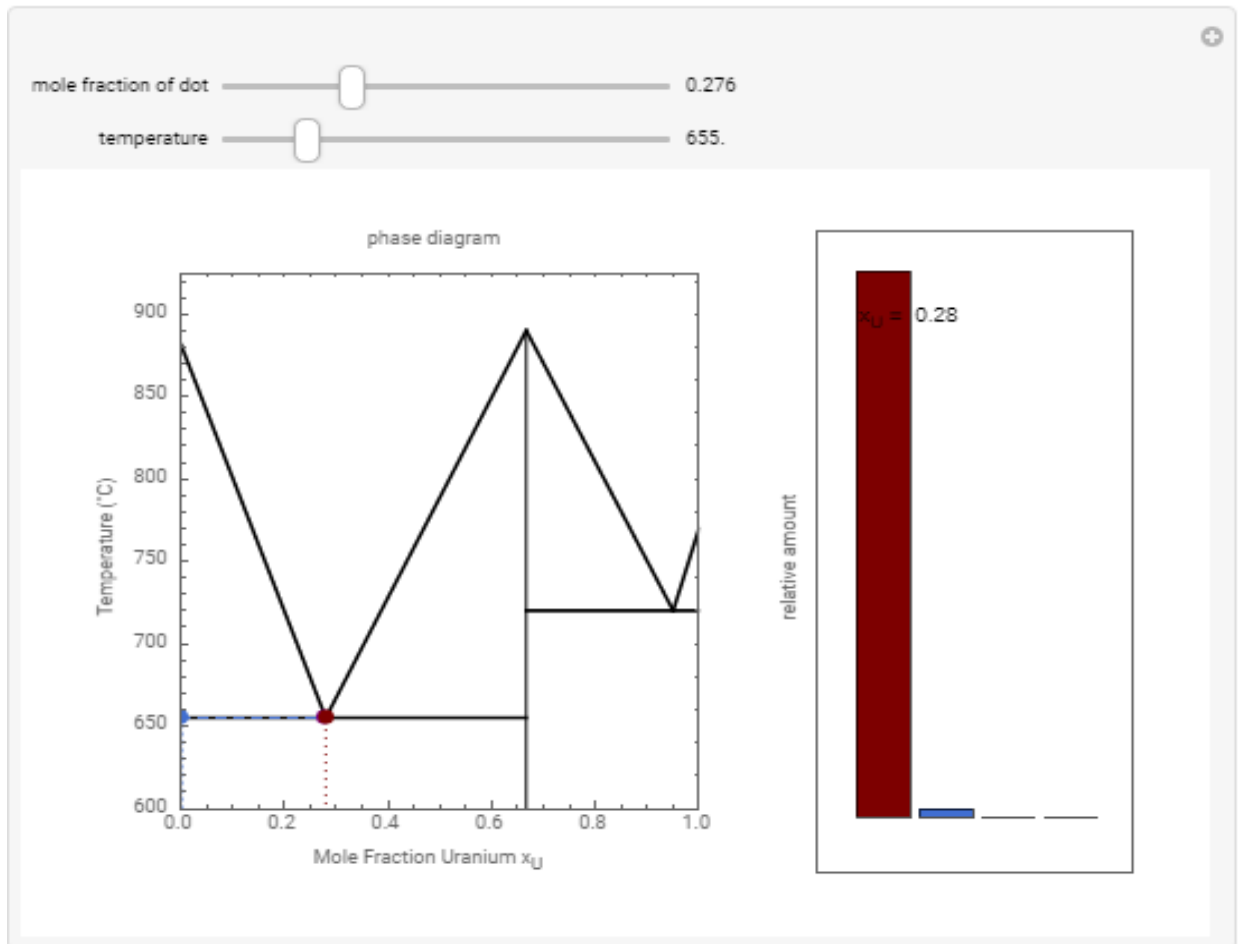 mole fraction of dot 0.276
temperature 655.
phase diagram
900
850
800
750
700
650
600
Temperature (°C)
0.0 0.2 0.4 0.6 0.8 1.0
Mole Fraction Uranium xU
relative amount
xU = 0.28